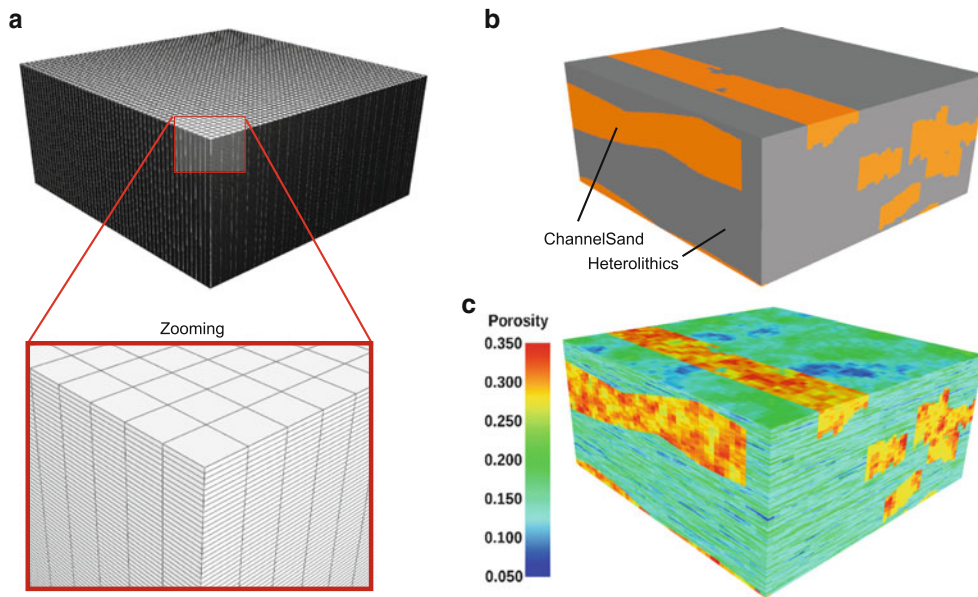 a
Zooming
b
ChannelSand
Heterolithics
c
Porosity
0.350
0.300
0.250
0.200
0.150
0.100
0.050